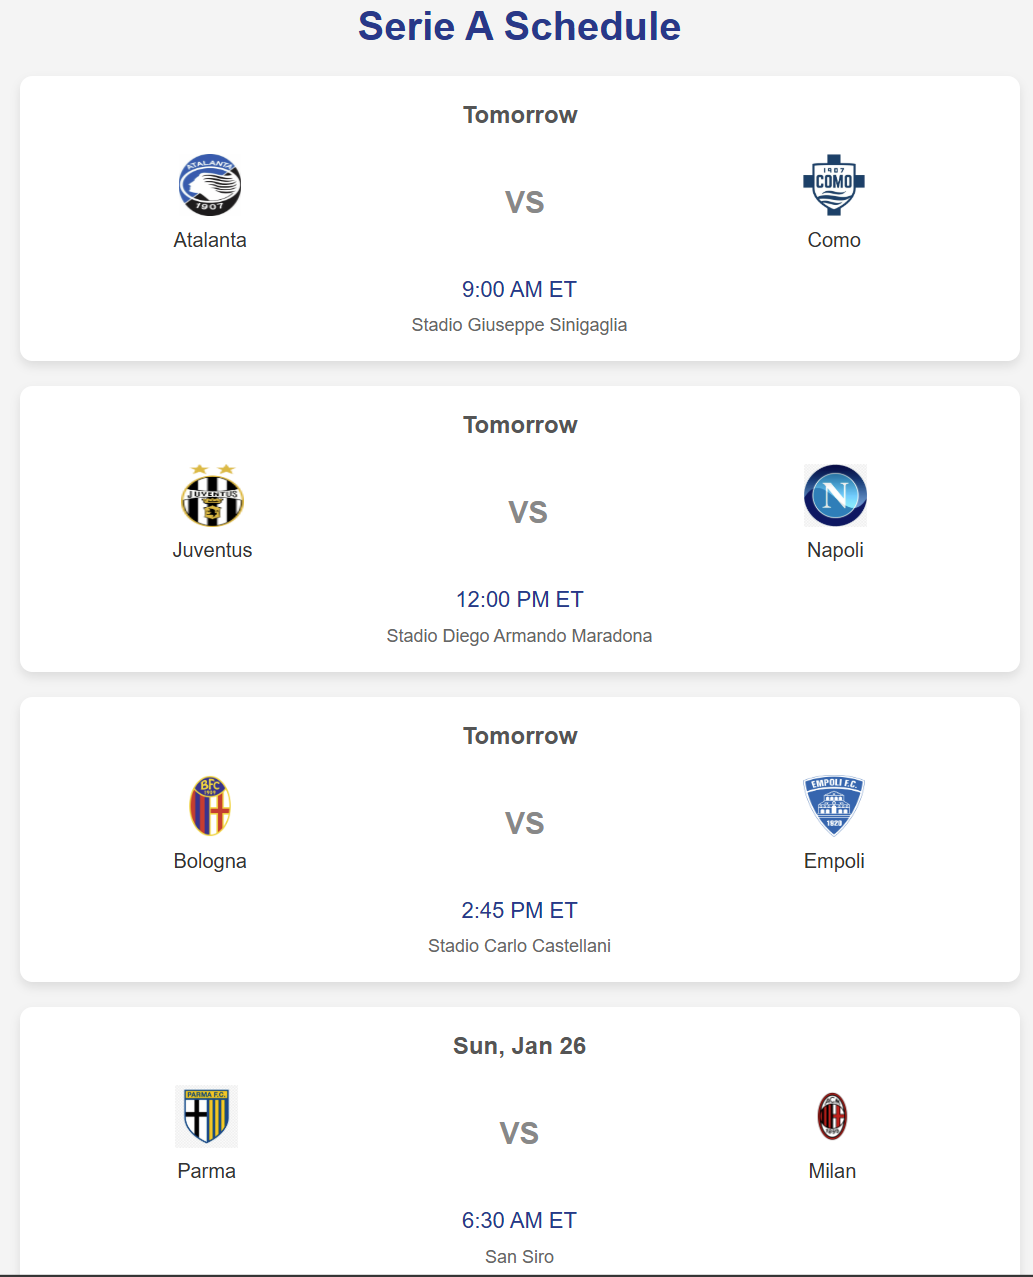 Serie A Schedule
Tomorrow
ATALANTA
1907
Atalanta
VS
1907
COMO
Como
9:00 AM ET
Stadio Giuseppe Sinigaglia
Tomorrow
JUVENTUS
Juventus
VS
N
Napoli
12:00 PM ET
Stadio Diego Armando Maradona
Tomorrow
BFC
1909
Bologna
VS
EMPOLI F.C.
1920
Empoli
2:45 PM ET
Stadio Carlo Castellani
Sun, Jan 26
PARMA F.C.
Parma
VS
ACM
1899
Milan
6:30 AM ET
San Siro